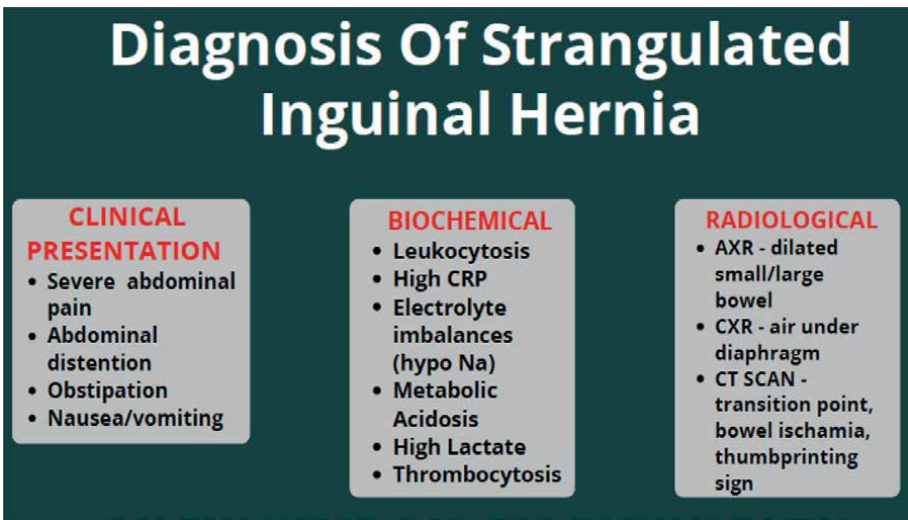 Diagnosis Of Strangulated
Inguinal Hernia
CLINICAL
PRESENTATION
• Severe abdominal
pain
• Abdominal
distention
• Obstipation
• Nausea/vomiting
BIOCHEMICAL
• Leukocytosis
• High CRP
• Electrolyte
imbalances
(hypo Na)
• Metabolic
Acidosis
• High Lactate
• Thrombocytosis
RADIOLOGICAL
• AXR - dilated
small/large
bowel
• CXR - air under
diaphragm
• CT SCAN -
transition point,
bowel ischamia,
thumbprinting
sign